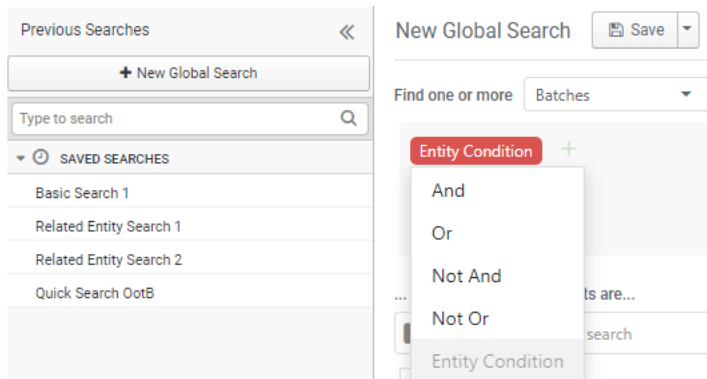 Previous Searches
+ New Global Search
Type to search
SAVED SEARCHES
Basic Search 1
Related Entity Search 1
Related Entity Search 2
Quick Search OotB
New Global Search
Save
Find one or more
Batches
Entity Condition
And
Or
Not And
Not Or
Entity Condition
...
ts are...
search